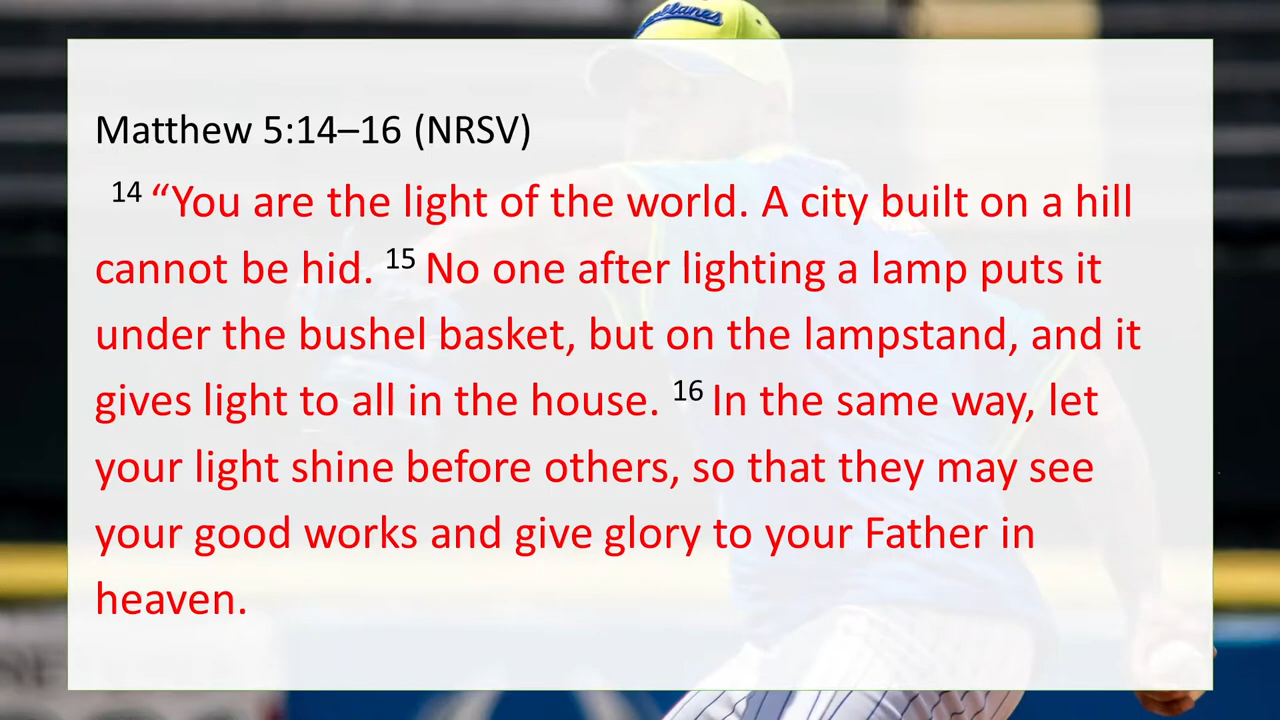 Matthew 5:14–16 (NRSV)
14 “You are the light of the world. A city built on a hill
cannot be hid. 15 No one after lighting a lamp puts it
under the bushel basket, but on the lampstand, and it
gives light to all in the house. 16 In the same way, let
your light shine before others, so that they may see
your good works and give glory to your Father in
heaven.